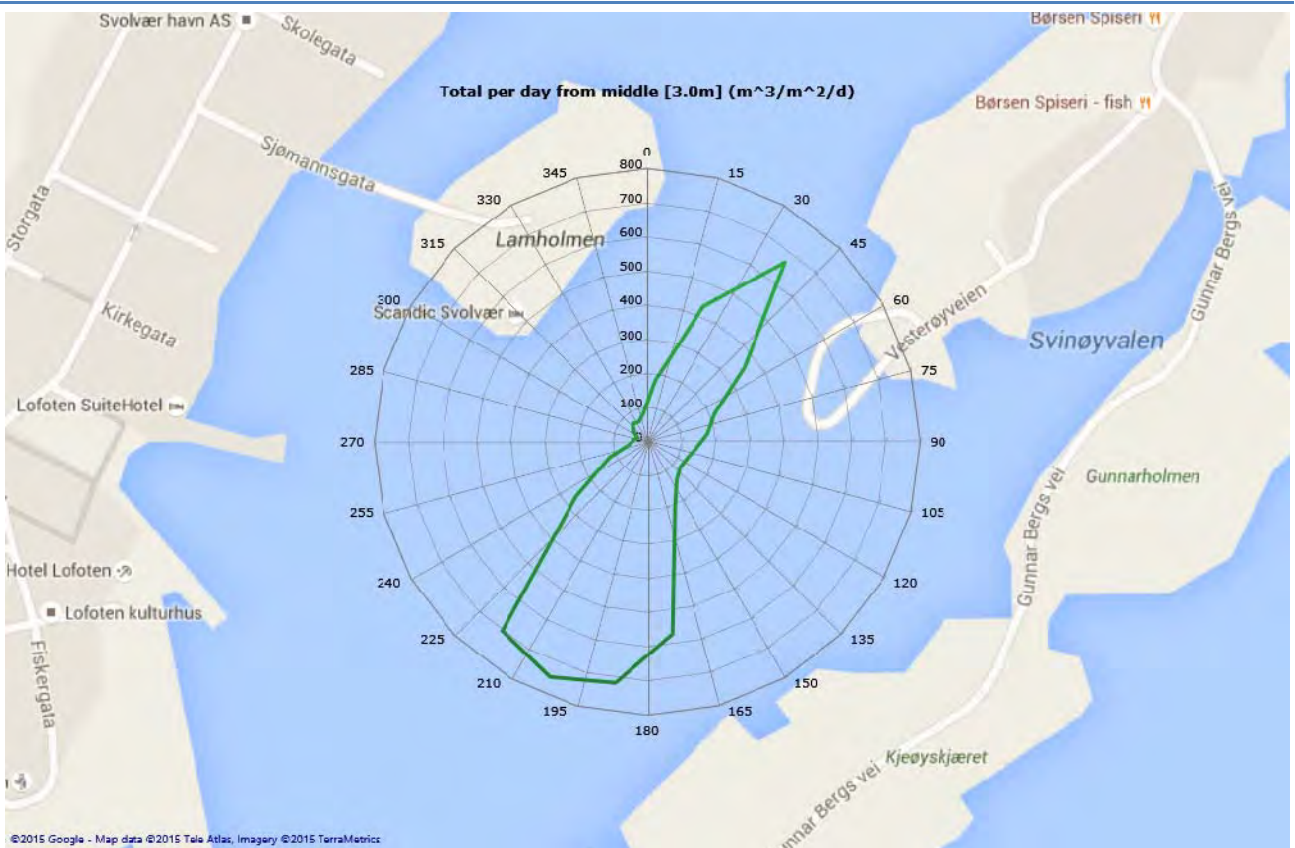 Svolvær havn AS
Skolegata
Børsen Spiseri
Total per day from middle [3.0m] (m^3/m^2/d)
Børsen Spiseri - fish
Sjømannsgata
Storgata
Lamholmen
Gunnar Bergs vei
Kirkegata
Scandic Svolvær
Vesterøyveien
Svinøyvalen
Lofoten SuiteHotel
Gunnar Bergs vei
Gunnarholmen
Hotel Lofoten
Lofoten kulturhus
Fiskergata
Kjeøyskjæret
nnar Bergs vei
0
15
30
45
60
75
90
105
120
135
150
165
180
195
210
225
240
255
270
285
300
315
330
345
800
700
600
500
400
300
200
100
0
©2015 Google - Map data ©2015 Tele Atlas, Imagery ©2015 TerraMetrics